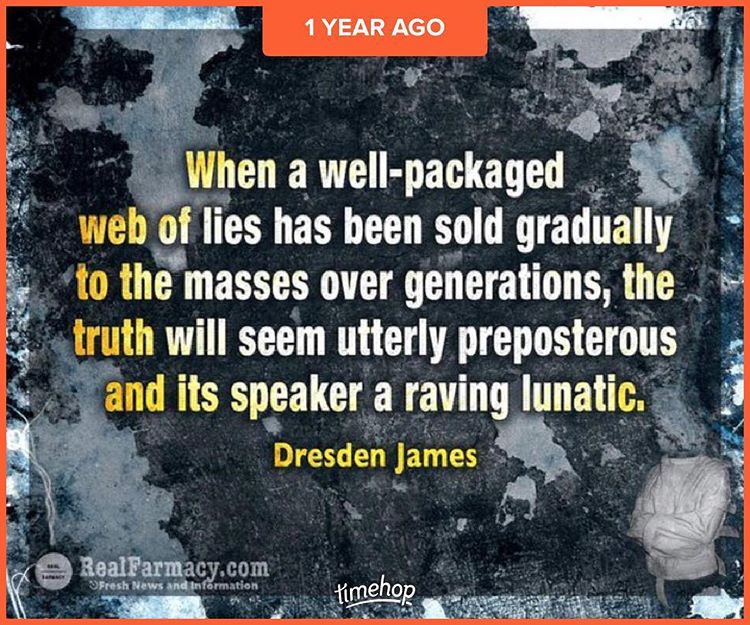 1 YEAR AGO
When a well-packaged
web of lies has been sold gradually
to the masses over generations, the
truth will seem utterly preposterous
and its speaker a raving lunatic.
Dresden James
REAL
FARMACY
RealFarmacy.com
Fresh News and Information
timehop